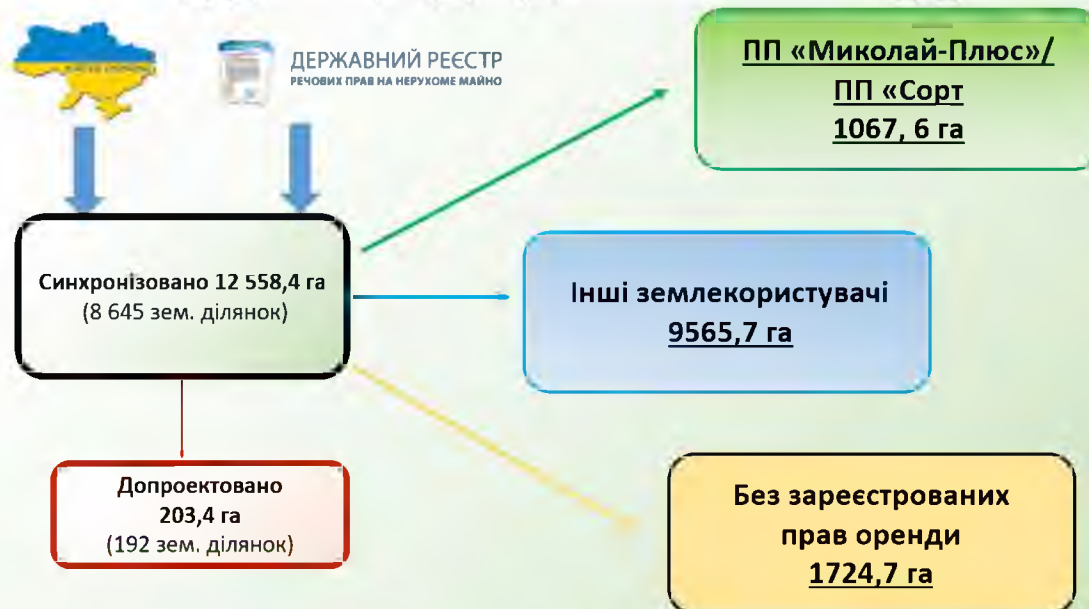 ДЕРЖАВНИЙ РЕЄСТР
РЕЧОВИХ ПРАВ НА НЕРУХОМЕ МАЙНО
ПП «Миколай-Плюс»/
ПП «Сорт
1067, 6 га
Синхронізовано 12 558,4 га
(8 645 зем. ділянок)
Інші землекористувачі
9565,7 га
Допроектовано
203,4 га
(192 зем. ділянок)
Без зареєстрованих
прав оренди
1724,7 га